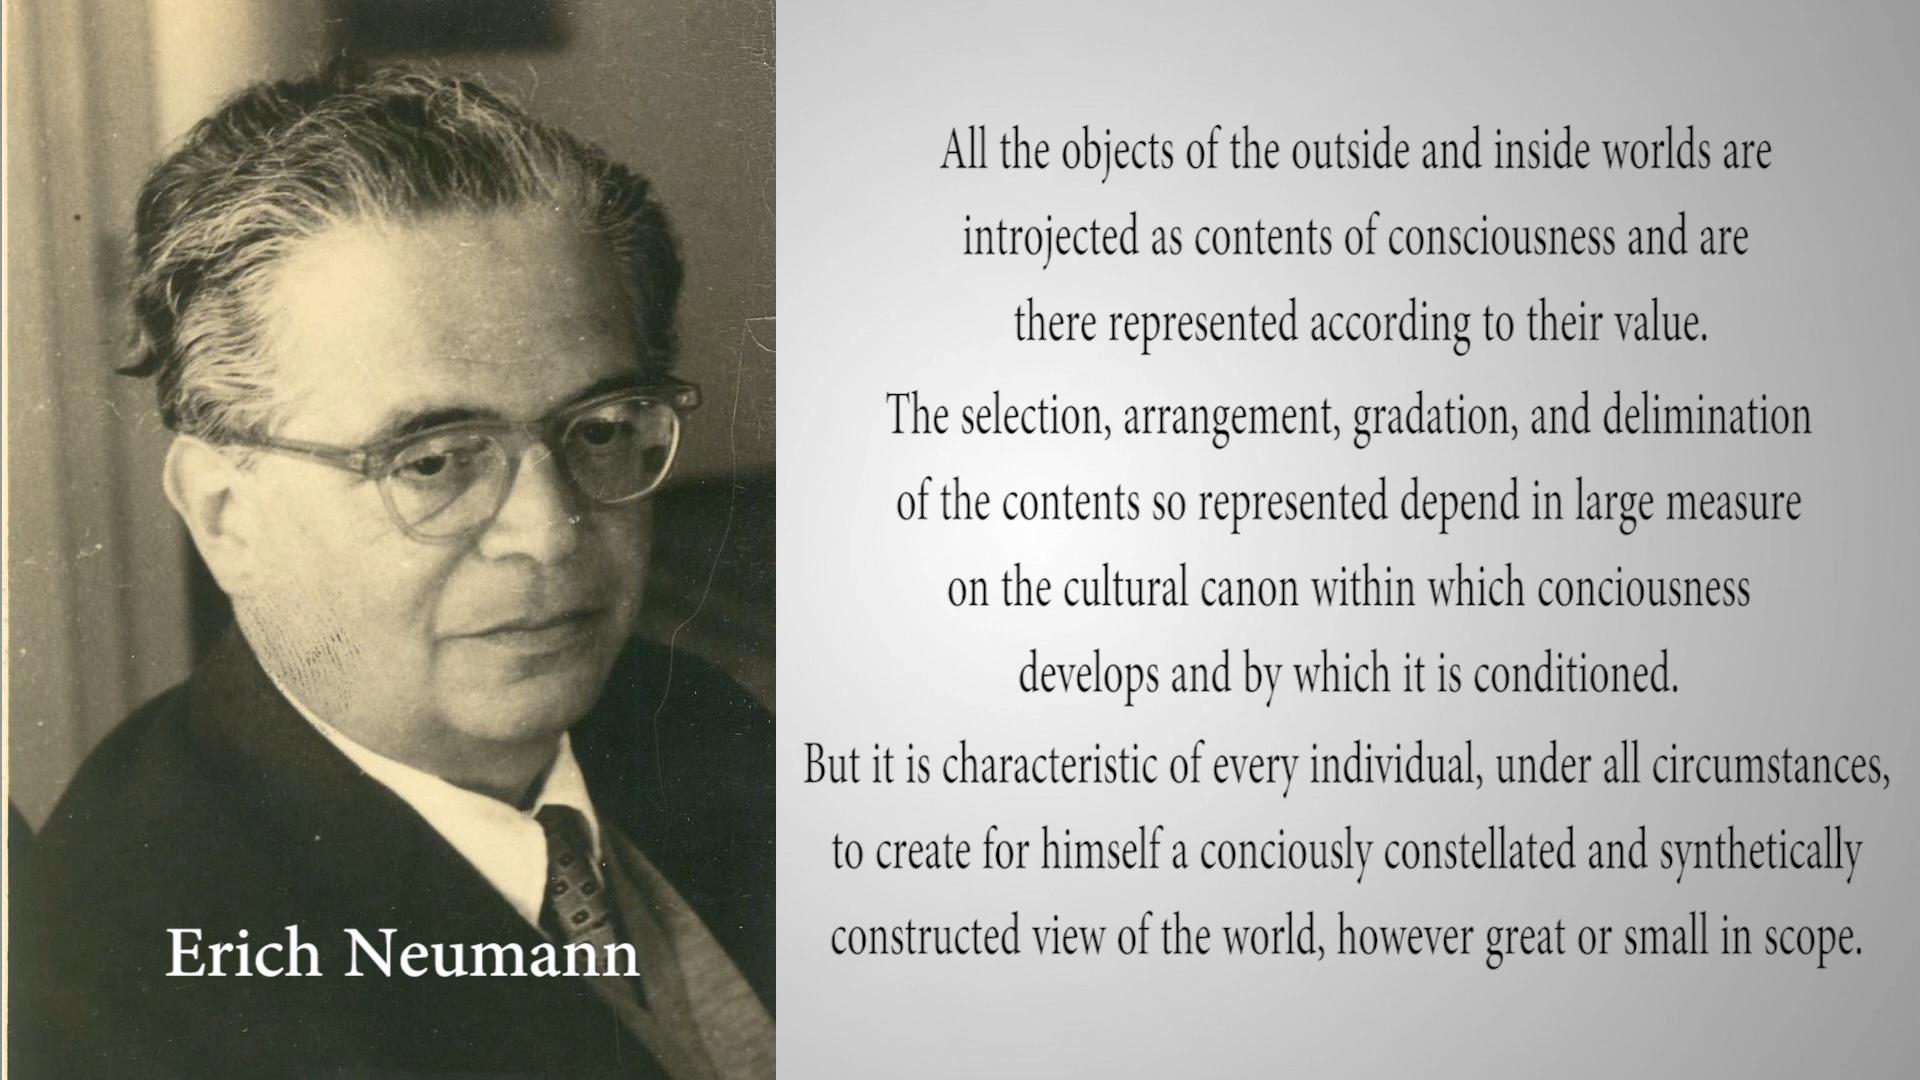 All the objects of the outside and inside worlds are
introjected as contents of consciousness and are
there represented according to their value.
The selection, arrangement, gradation, and delimination
of the contents so represented depend in large measure
on the cultural canon within which conciousness
develops and by which it is conditioned.
But it is characteristic of every individual, under all circumstances,
to create for himself a conciously constellated and synthetically
constructed view of the world, however great or small in scope.
Erich Neumann